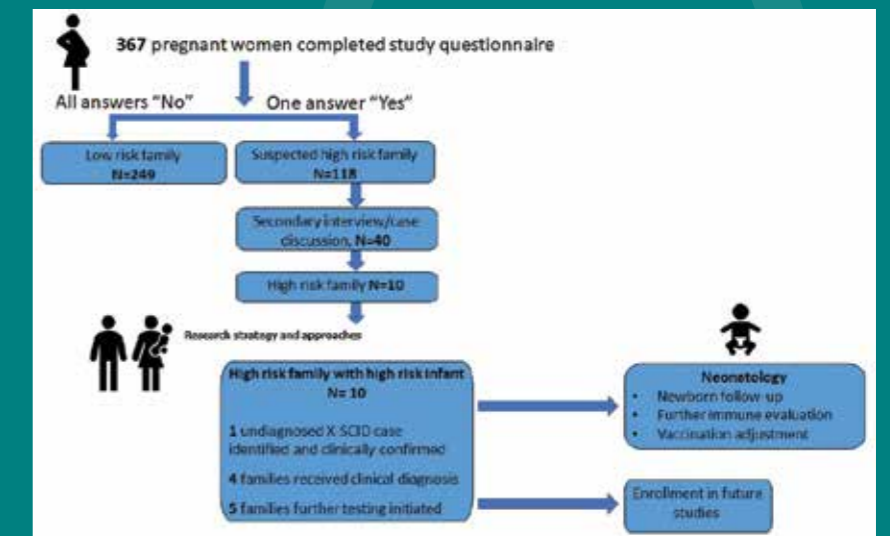 367 pregnant women completed study questionnaire
All answers “No”
One answer “Yes”
Low risk family
N=249
Suspected high risk family
N=118
Secondary interview/case
discussion, N=40
High risk family N=10
Research strategy and approaches
High risk family with high risk infant
N= 10
1 undiagnosed X SCID case
identified and clinically confirmed
4 families received clinical diagnosis
5 families further testing initiated
Neonatology
• Newborn follow-up
• Further immune evaluation
• Vaccination adjustment
Enrollment in future
studies